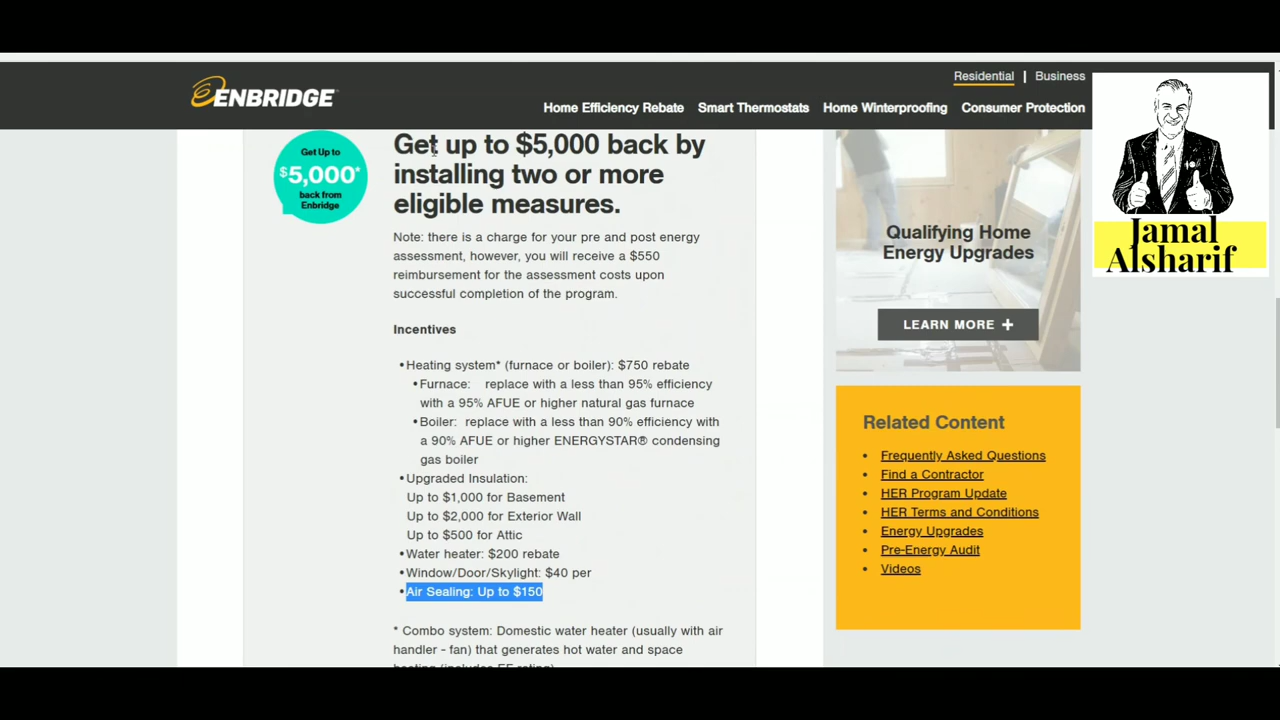 Residential | Business
ENBRIDGE
Home Efficiency Rebate Smart Thermostats Home Winterproofing Consumer Protection
Get Up to
$5,000*
back from
Enbridge
Get up to $5,000 back by
installing two or more
eligible measures.
Note: there is a charge for your pre and post energy
assessment, however, you will receive a $550
reimbursement for the assessment costs upon
successful completion of the program.
Incentives
•Heating system* (furnace or boiler): $750 rebate
•Furnace: replace with a less than 95% efficiency
with a 95% AFUE or higher natural gas furnace
•Boiler: replace with a less than 90% efficiency with
a 90% AFUE or higher ENERGYSTAR® condensing
gas boiler
•Upgraded Insulation:
Up to $1,000 for Basement
Up to $2,000 for Exterior Wall
Up to $500 for Attic
•Water heater: $200 rebate
•Window/Door/Skylight: $40 per
•Air Sealing: Up to $150
* Combo system: Domestic water heater (usually with air
handler - fan) that generates hot water and space
Qualifying Home
Energy Upgrades
LEARN MORE +
Related Content
• Frequently Asked Questions
• Find a Contractor
• HER Program Update
• HER Terms and Conditions
• Energy Upgrades
• Pre-Energy Audit
• Videos
Jamal
Alsharif